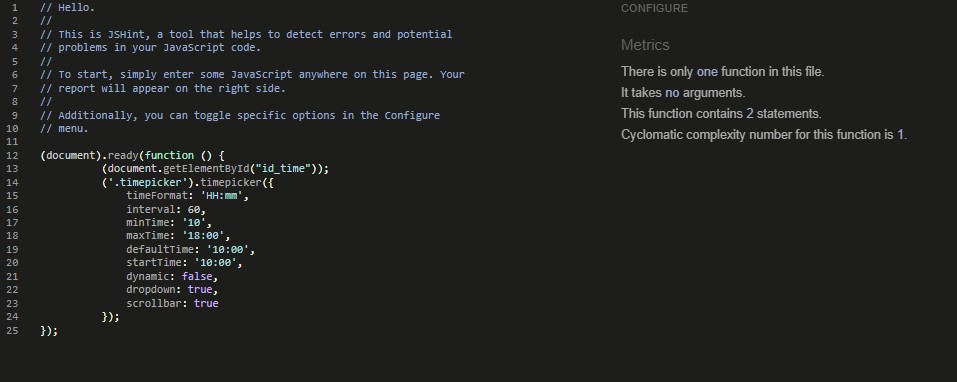 1 // Hello.
2 //
3 // This is JSHint, a tool that helps to detect errors and potential
4 // problems in your JavaScript code.
5 //
6 // To start, simply enter some JavaScript anywhere on this page. Your
7 // report will appear on the right side.
8 //
9 // Additionally, you can toggle specific options in the Configure
10 // menu.
11
12 (document).ready(function () {
13 (document.getElementById("id_time"));
14 ('.timepicker').timepicker({
15 timeFormat: 'HH:mm',
16 interval: 60,
17 minTime: '10',
18 maxTime: '18:00',
19 defaultTime: '10:00',
20 startTime: '10:00',
21 dynamic: false,
22 dropdown: true,
23 scrollbar: true
24 });
25 });
CONFIGURE
Metrics
There is only one function in this file.
It takes no arguments.
This function contains 2 statements.
Cyclomatic complexity number for this function is 1.